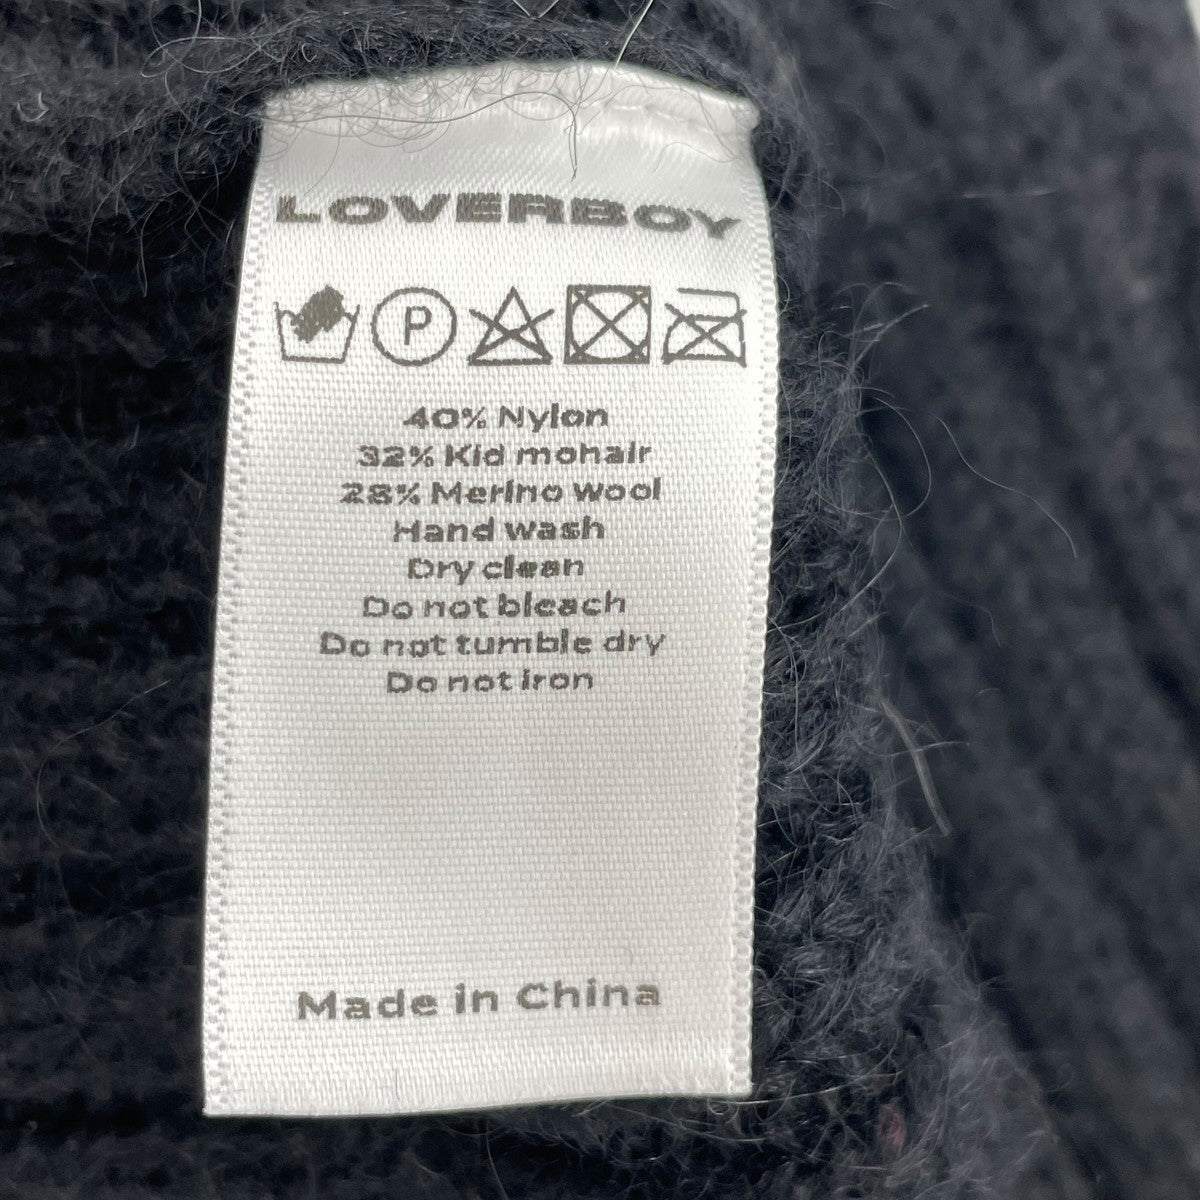 LOVERBOY
P
40% Nylon
32% Kid mohair
28% Merino wool
Hand wash
Dry clean
Do not bleach
Do not tumble dry
Do not iron
Made in China